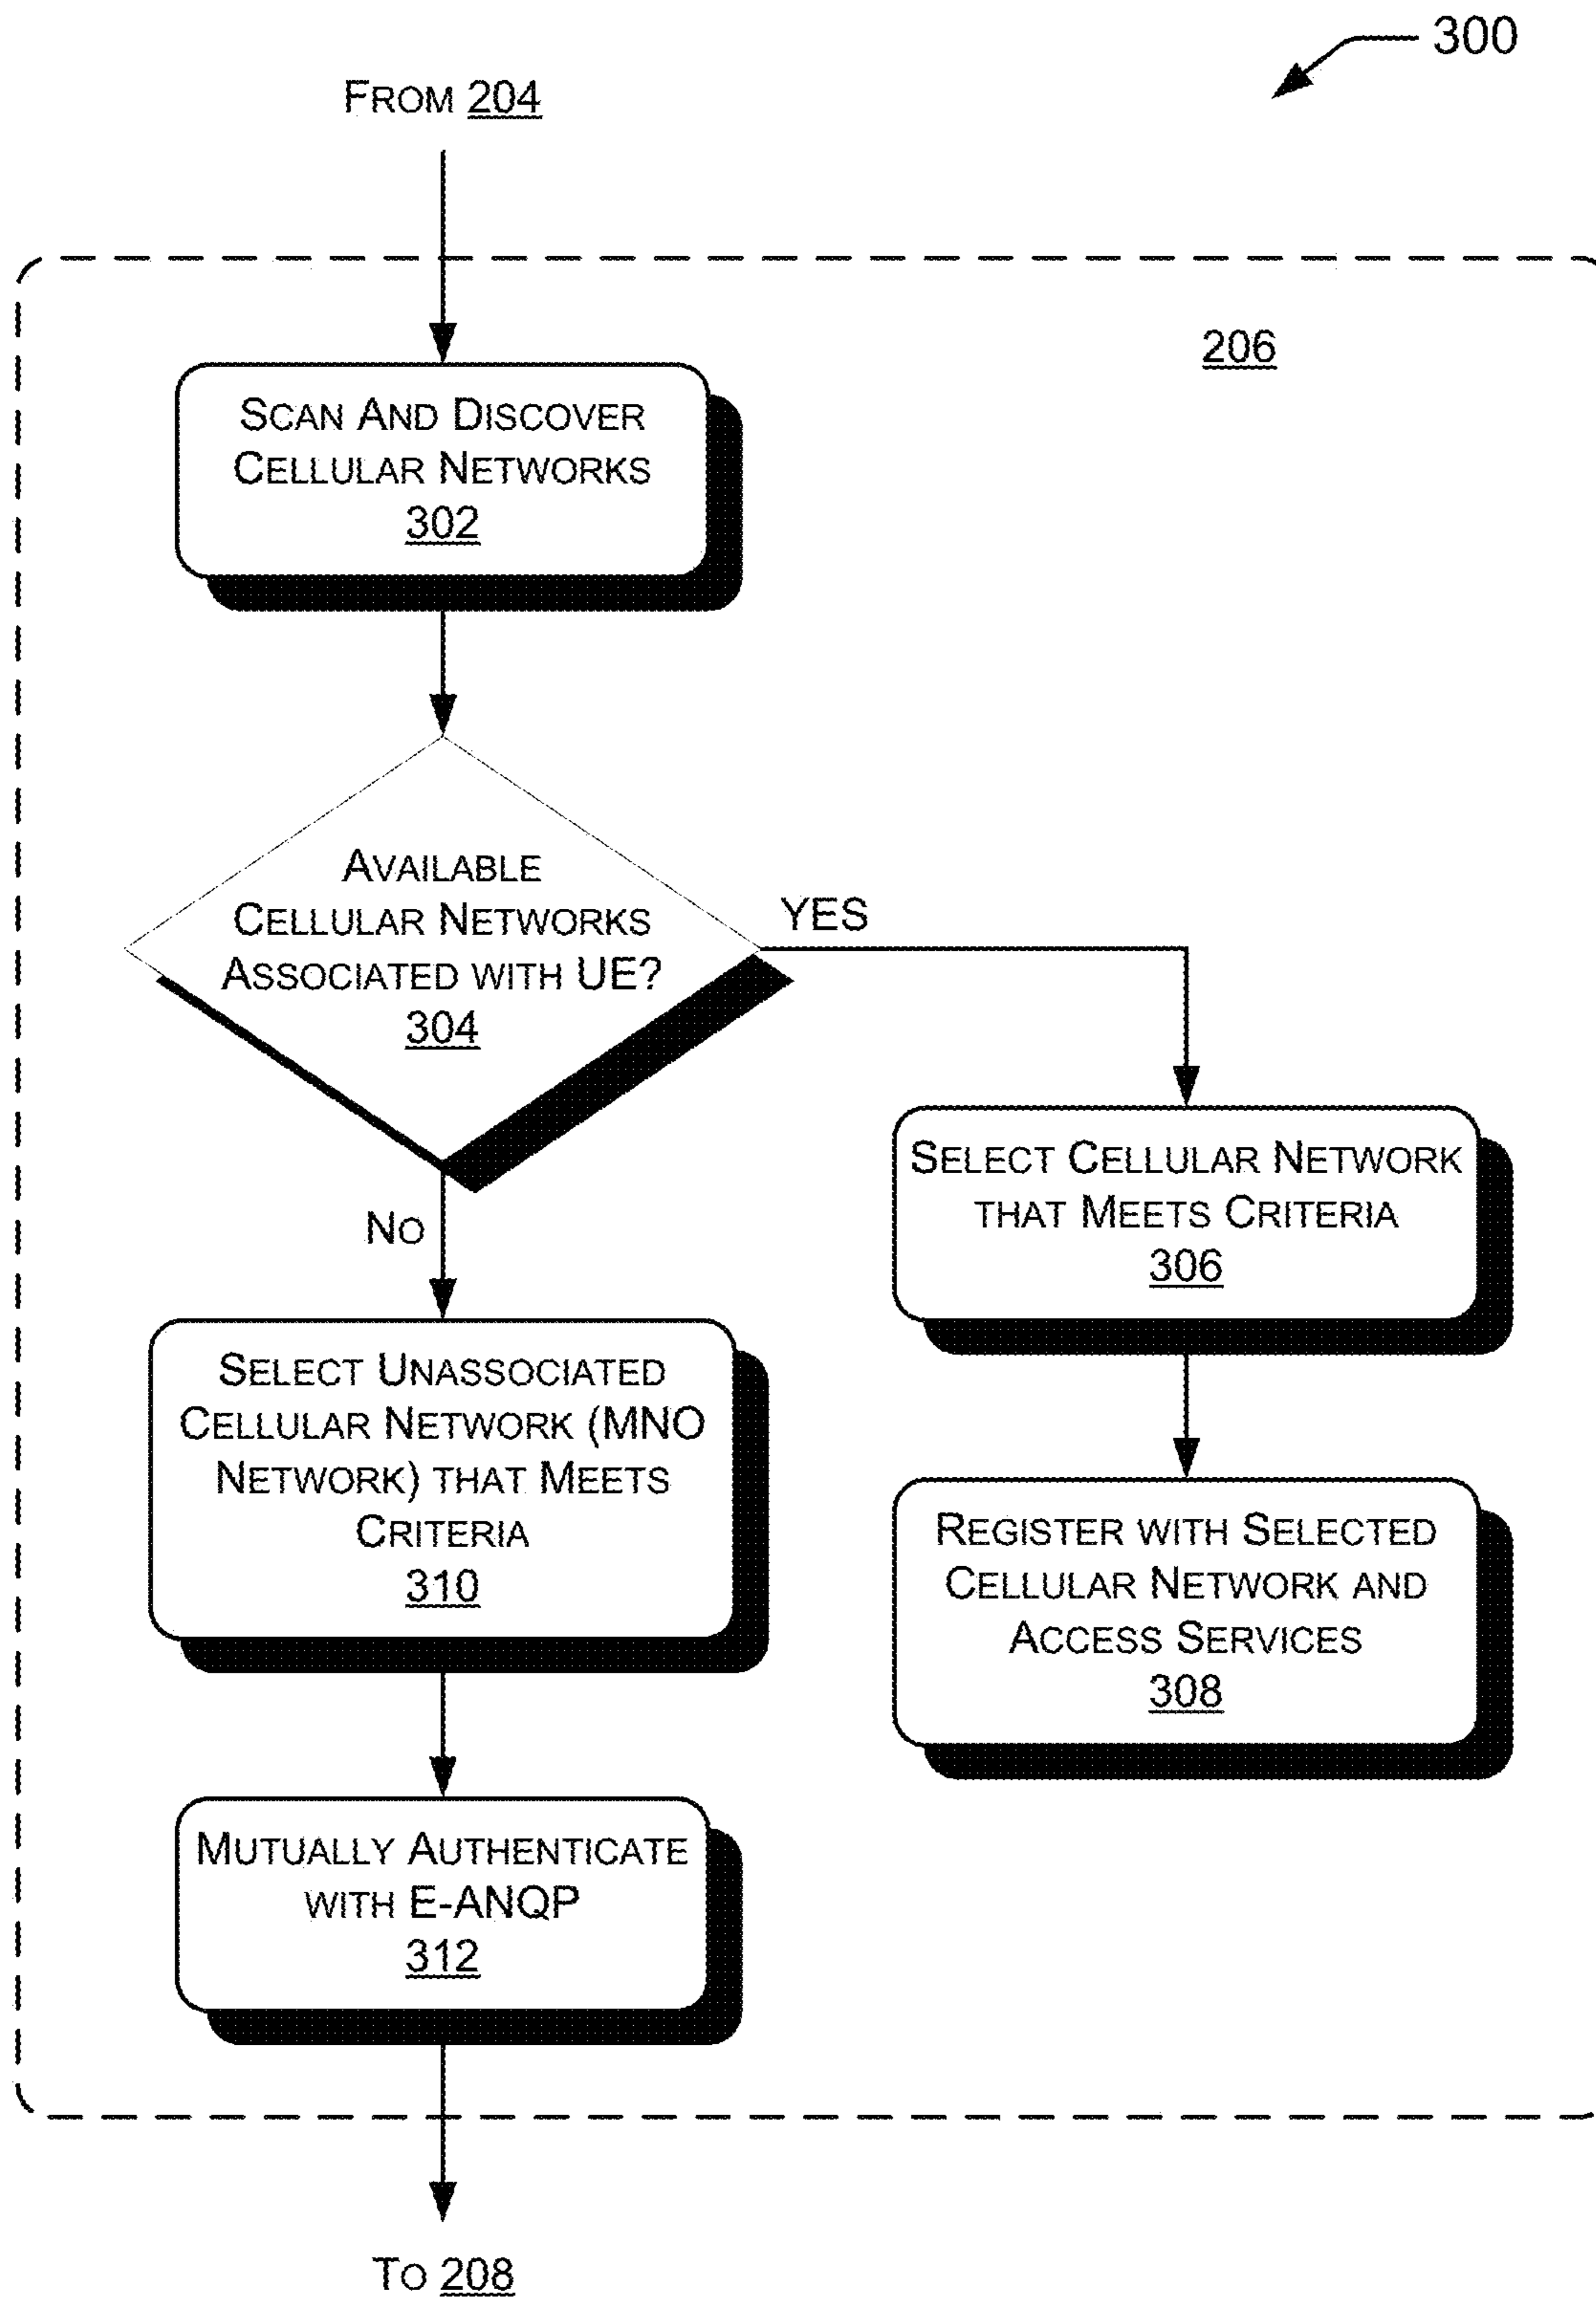 300
FROM 204
206
SCAN AND DISCOVER
CELLULAR NETWORKS
302
AVAILABLE
CELLULAR NETWORKS
ASSOCIATED WITH UE?
304
YES
SELECT CELLULAR NETWORK
THAT MEETS CRITERIA
306
REGISTER WITH SELECTED
CELLULAR NETWORK AND
ACCESS SERVICES
308
NO
SELECT UNASSOCIATED
CELLULAR NETWORK (MNO
NETWORK) THAT MEETS
CRITERIA
310
MUTUALLY AUTHENTICATE
WITH E-ANQP
312
TO 208